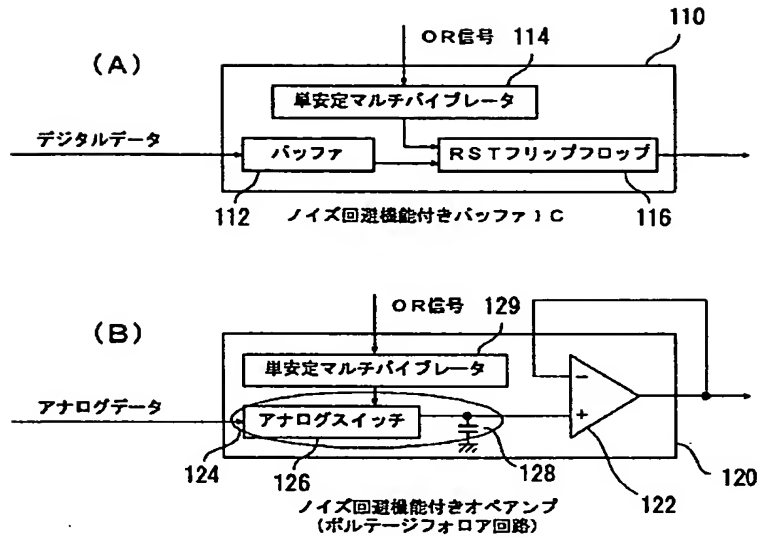 OR信号
114
110
(A)
単安定マルチバイブレータ
デジタルデータ
バッファ
RSTフリップフロップ
112
116
ノイズ回避機能付きバッファIC
OR信号
129
(B)
単安定マルチバイブレータ
アナログデータ
アナログスイッチ
−
+
124
126
128
122
120
ノイズ回避機能付きオペアンプ
(ボルテージフォロア回路)